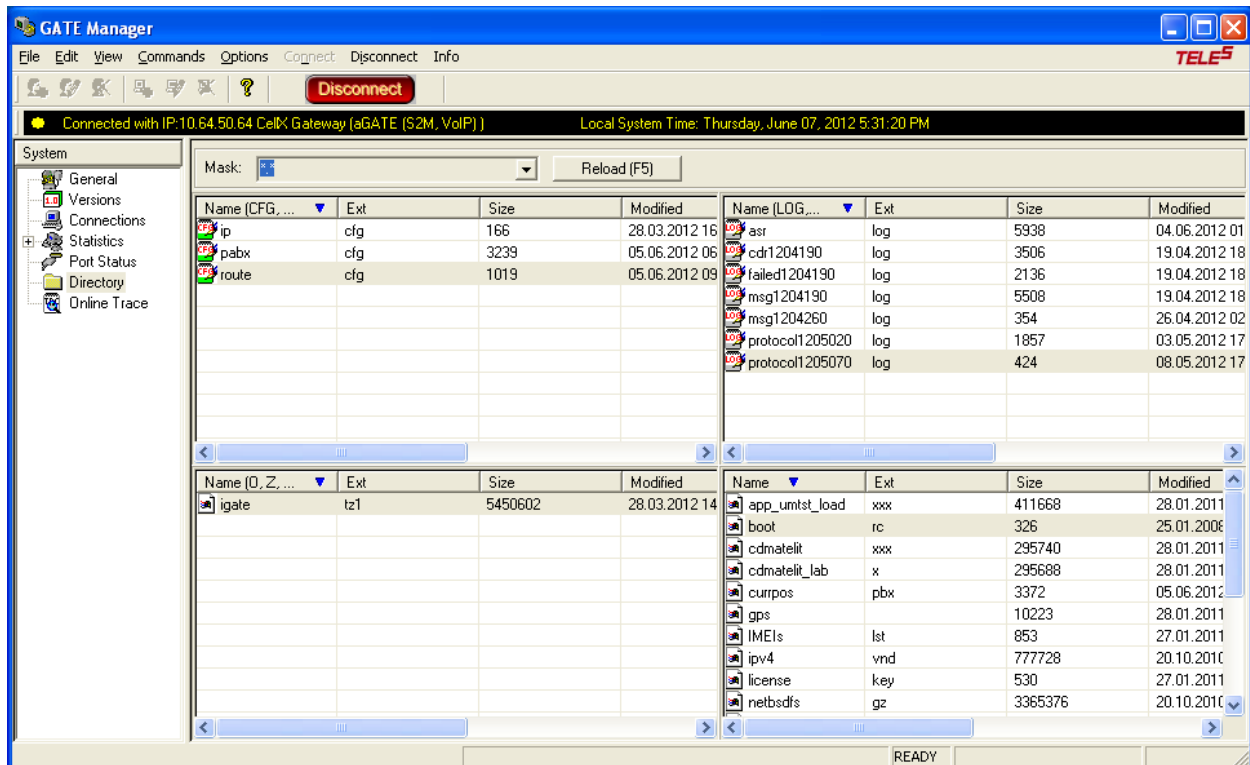 GATE Manager
File Edit View Commands Options Connect Disconnect Info
TELES
Disconnect
Connected with IP:10.64.50.64 CellX Gateway (aGATE (S2M, VoIP) ) Local System Time: Thursday, June 07, 2012 5:31:20 PM
System
General
1.0 Versions
Connections
Statistics
Port Status
Directory
Online Trace
Mask: *.* Reload (F5)
Name (CFG, ... Ext Size Modified
ip cfg 166 28.03.2012 16
pabx cfg 3239 05.06.2012 06
route cfg 1019 05.06.2012 09
Name (LOG,... Ext Size Modified
asr log 5938 04.06.2012 01
cdr1204190 log 3506 19.04.2012 18
failed1204190 log 2136 19.04.2012 18
msg1204190 log 5508 19.04.2012 18
msg1204260 log 354 26.04.2012 02
protocol1205020 log 1857 03.05.2012 17
protocol1205070 log 424 08.05.2012 17
Name (O, Z, ... Ext Size Modified
igate tz1 5450602 28.03.2012 14
Name Ext Size Modified
app_umtst_load xxx 411668 28.01.2011
boot rc 326 25.01.2008
cdmatelit xxx 295740 28.01.2011
cdmatelit_lab x 295688 28.01.2011
currpos pbx 3372 05.06.2012
gps 10223 28.01.2011
IMEIs lst 853 27.01.2011
ipv4 vnd 777728 20.10.2010
license key 530 27.01.2011
netbsdfs gz 3365376 20.10.2010
READY